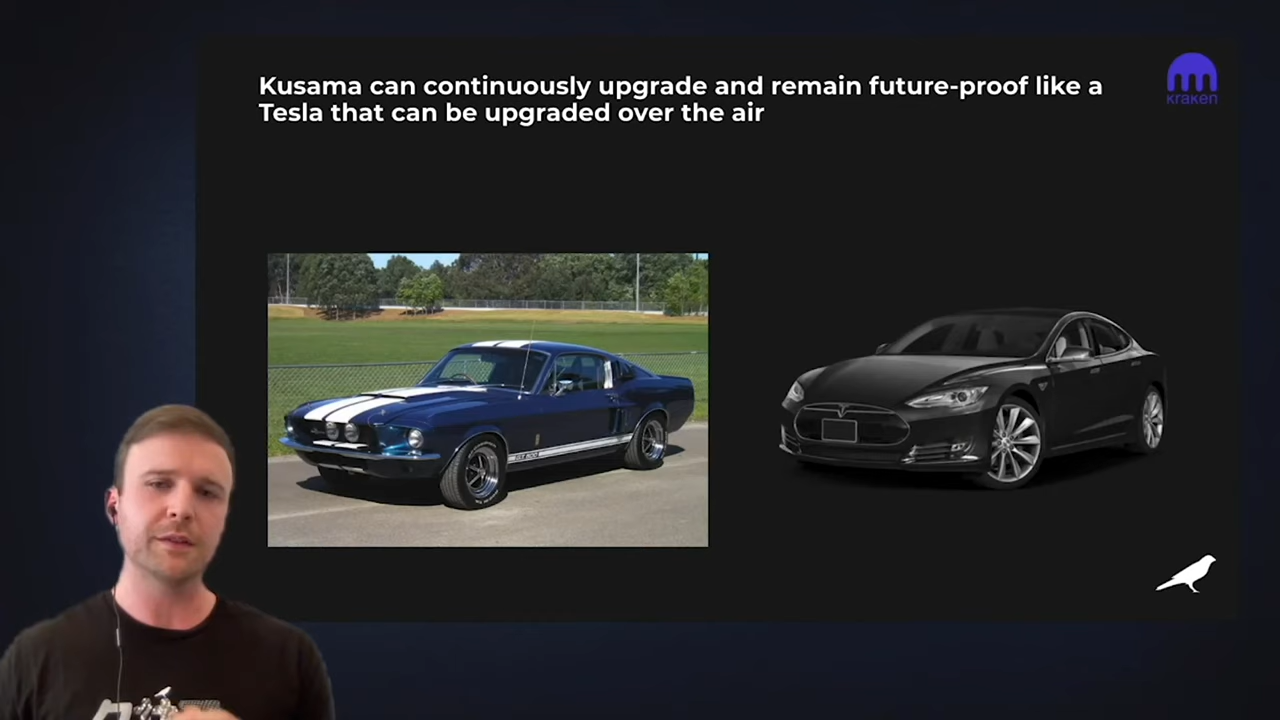 Kusama can continuously upgrade and remain future-proof like a
Tesla that can be upgraded over the air
kraken